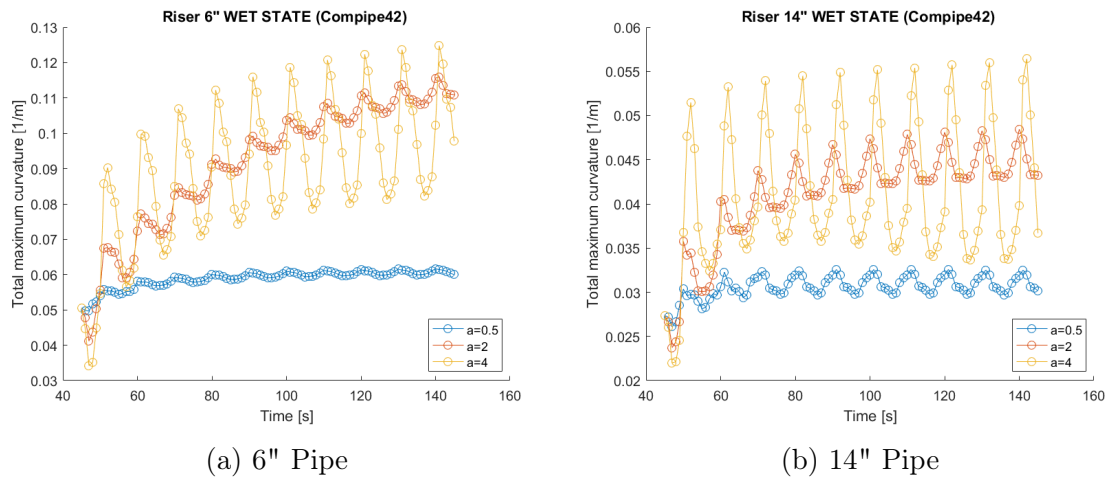 Riser 6" WET STATE (Compipe42)
Total maximum curvature [1/m]
0.13
0.12
0.11
0.1
0.09
0.08
0.07
0.06
0.05
0.04
0.03
40 60 80 100 120 140 160
Time [s]
a=0.5
a=2
a=4
(a) 6" Pipe
Riser 14" WET STATE (Compipe42)
Total maximum curvature [1/m]
0.06
0.055
0.05
0.045
0.04
0.035
0.03
0.025
0.02
40 60 80 100 120 140 160
Time [s]
a=0.5
a=2
a=4
(b) 14" Pipe